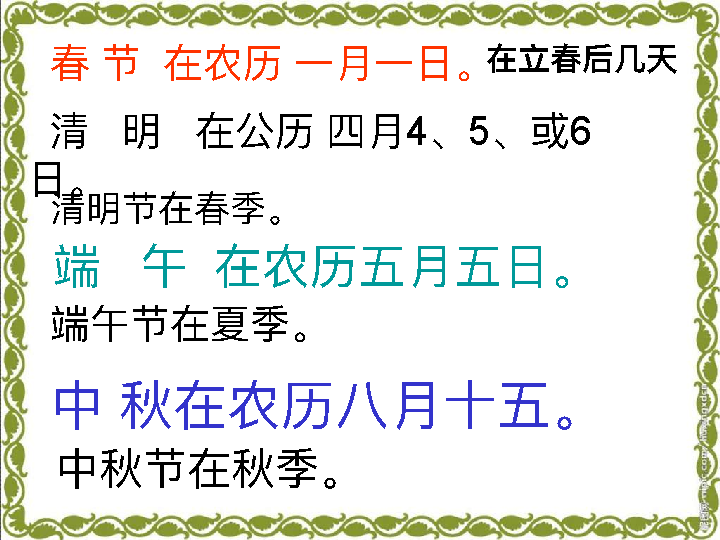 春 节 在农历 一月一日。在立春后几天
清 明 在公历 四月4、5、或6
日。
清明节在春季。
端 午 在农历五月五日。
端午节在夏季。
中 秋在农历八月十五。
中秋节在秋季。